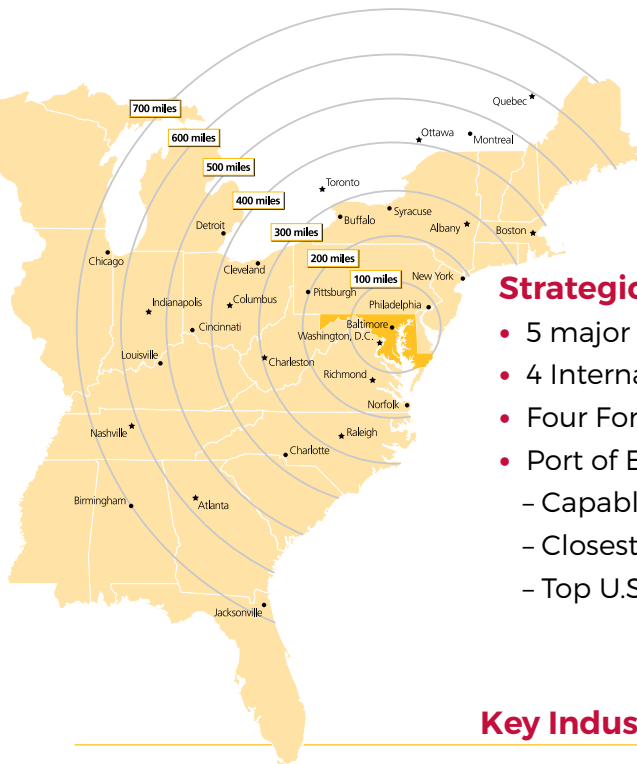 700 miles
600 miles
500 miles
400 miles
300 miles
200 miles
100 miles
Quebec
Ottawa
Montreal
Toronto
Buffalo
Syracuse
Albany
Boston
Detroit
Chicago
Cleveland
New York
Pittsburgh
Philadelphia
Indianapolis
Columbus
Baltimore
Washington, D.C.
Cincinnati
Louisville
Charleston
Richmond
Norfolk
Nashville
Raleigh
Charlotte
Birmingham
Atlanta
Jacksonville
Strategic
• 5 major
• 4 Interna
• Four For
• Port of B
– Capabl
– Closest
– Top U.S
Key Indus